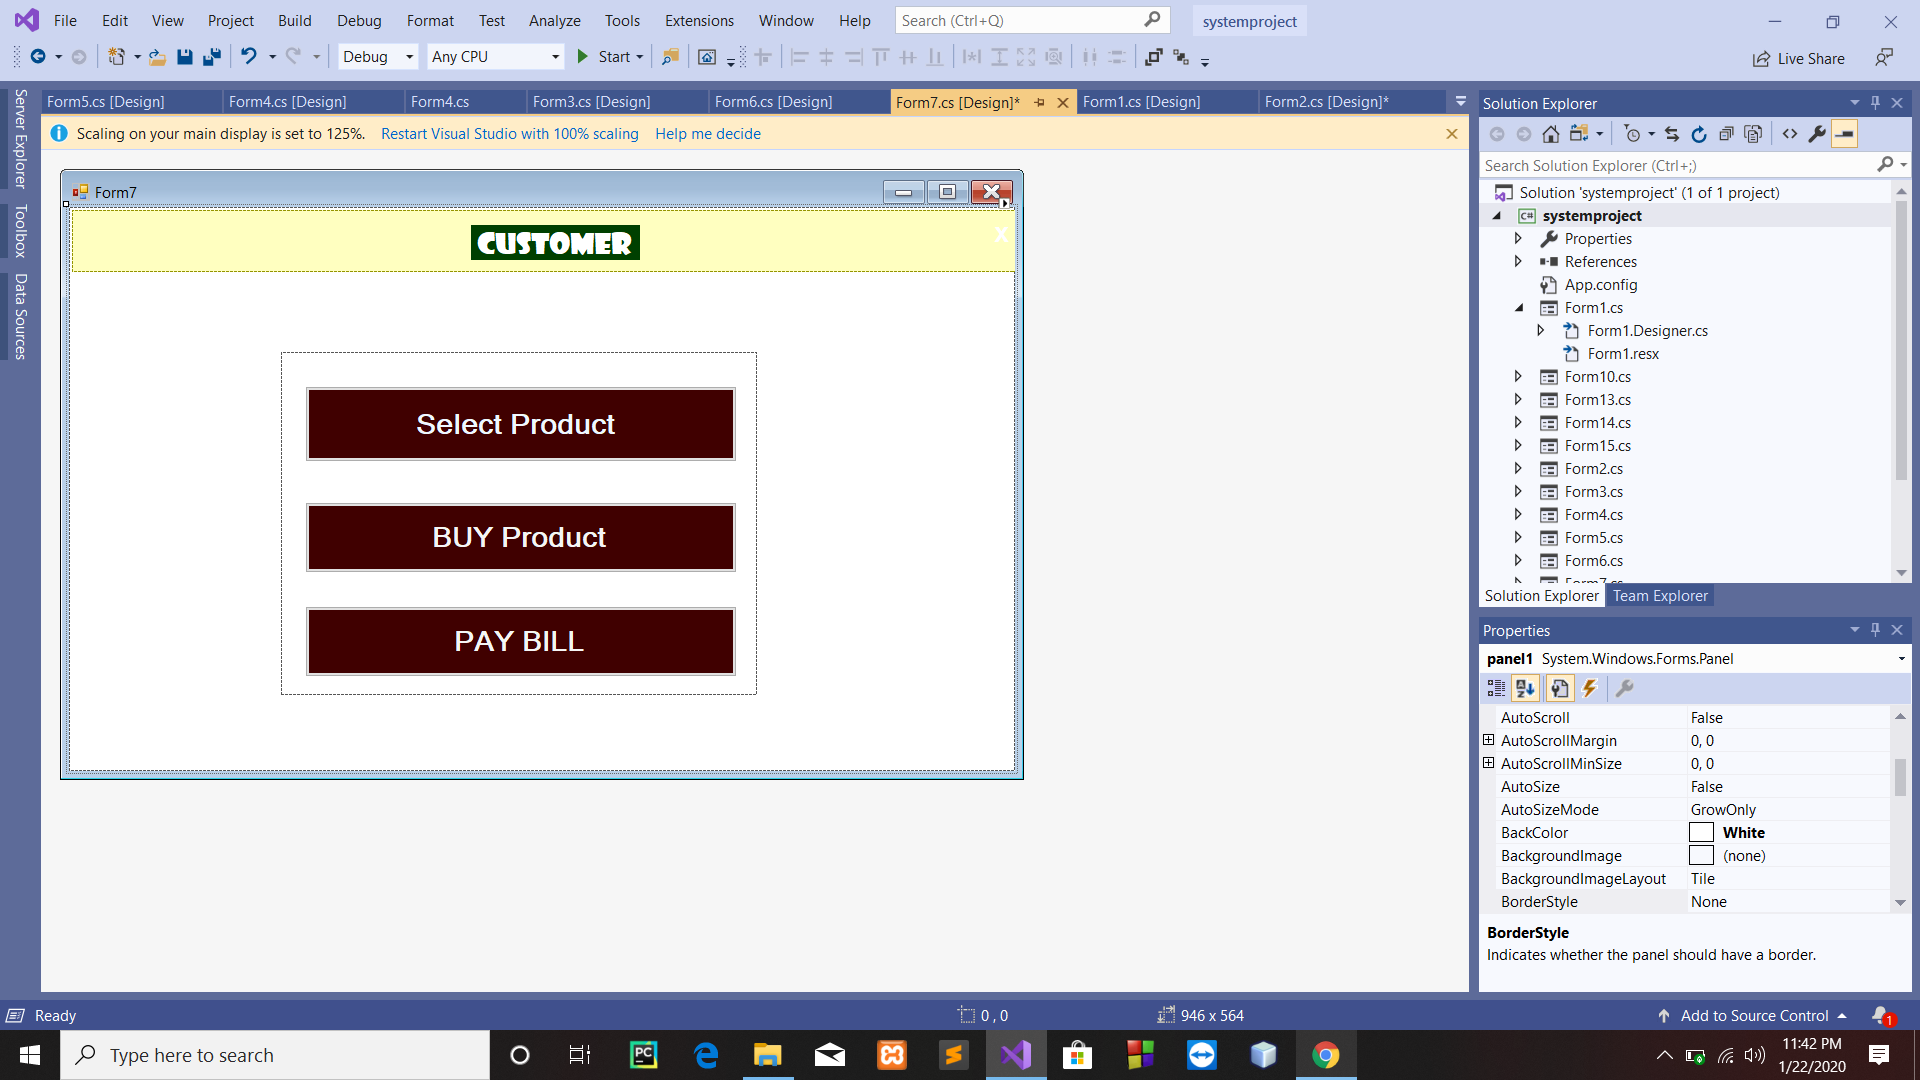 File Edit View Project Build Debug Format Test Analyze Tools Extensions Window Help Search (Ctrl+Q) systemproject
Debug Any CPU Start Live Share
Form5.cs [Design] Form4.cs [Design] Form4.cs Form3.cs [Design] Form6.cs [Design] Form7.cs [Design]* Form1.cs [Design] Form2.cs [Design]*
Scaling on your main display is set to 125%. Restart Visual Studio with 100% scaling Help me decide
Server Explorer
Toolbox
Data Sources
Form7
CUSTOMER
X
Select Product
BUY Product
PAY BILL
Solution Explorer
Search Solution Explorer (Ctrl+;)
Solution 'systemproject' (1 of 1 project)
C# systemproject
Properties
References
App.config
Form1.cs
Form1.Designer.cs
Form1.resx
Form10.cs
Form13.cs
Form14.cs
Form15.cs
Form2.cs
Form3.cs
Form4.cs
Form5.cs
Form6.cs
Form7.cs
Solution Explorer Team Explorer
Properties
panel1 System.Windows.Forms.Panel
AutoScroll False
AutoScrollMargin 0, 0
AutoScrollMinSize 0, 0
AutoSize False
AutoSizeMode GrowOnly
BackColor White
BackgroundImage (none)
BackgroundImageLayout Tile
BorderStyle None
BorderStyle
Indicates whether the panel should have a border.
Ready 0 , 0 946 x 564 Add to Source Control 1
Type here to search PC 11:42 PM
1/22/2020